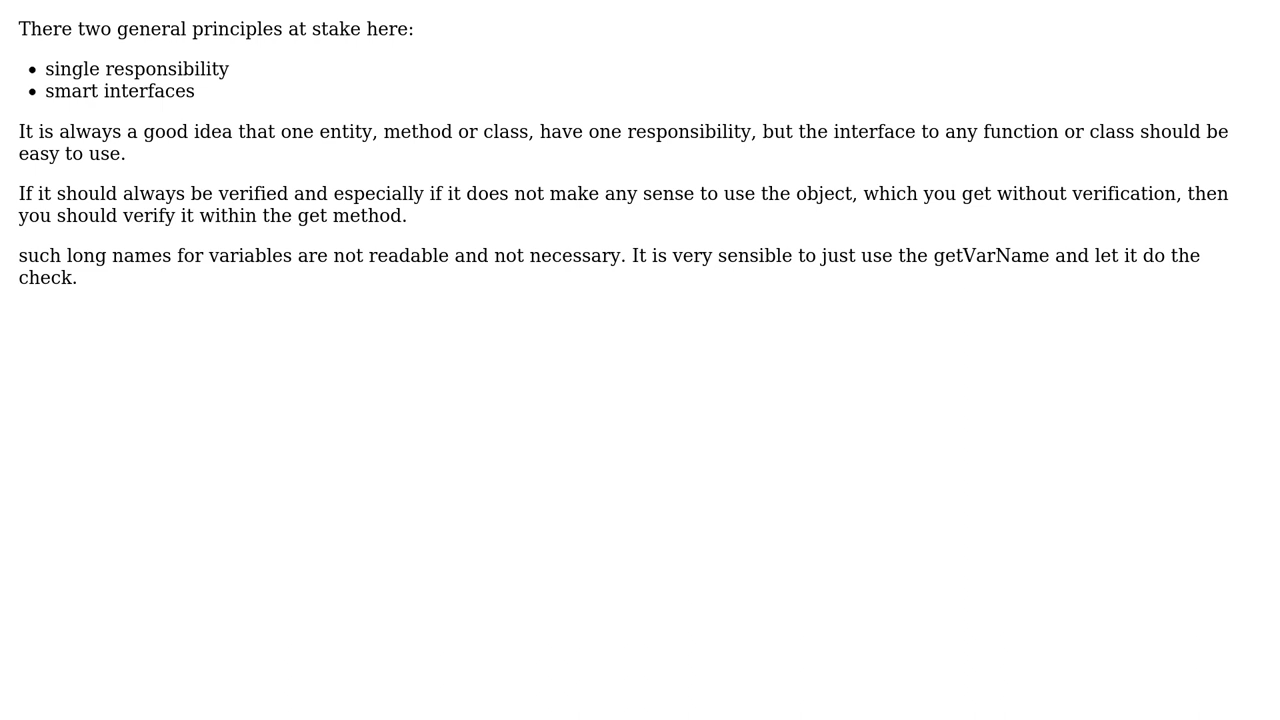 There two general principles at stake here:
• single responsibility
• smart interfaces
It is always a good idea that one entity, method or class, have one responsibility, but the interface to any function or class should be
easy to use.
If it should always be verified and especially if it does not make any sense to use the object, which you get without verification, then
you should verify it within the get method.
such long names for variables are not readable and not necessary. It is very sensible to just use the getVarName and let it do the
check.